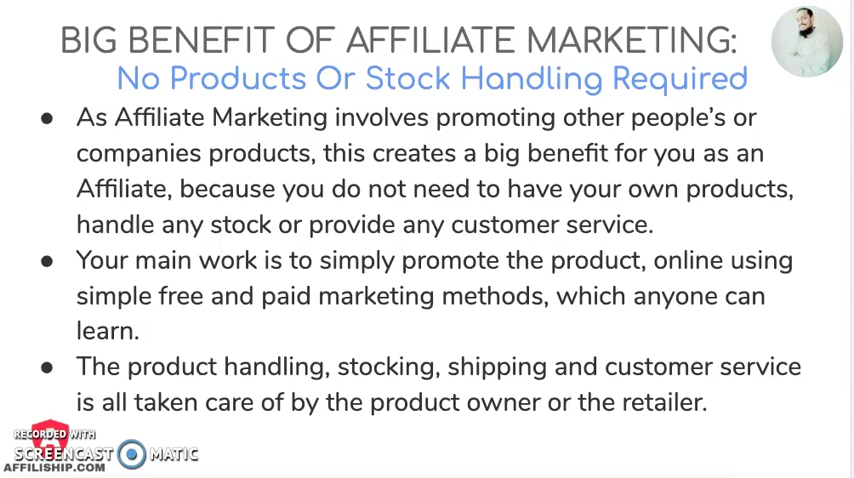 BIG BENEFIT OF AFFILIATE MARKETING:
No Products Or Stock Handling Required
● As Affiliate Marketing involves promoting other people's or
companies products, this creates a big benefit for you as an
Affiliate, because you do not need to have your own products,
handle any stock or provide any customer service.
● Your main work is to simply promote the product, online using
simple free and paid marketing methods, which anyone can
learn.
● The product handling, stocking, shipping and customer service
is all taken care of by the product owner or the retailer.
RECORDED WITH
SCREENCAST MATIC
AFFILISHIP.COM